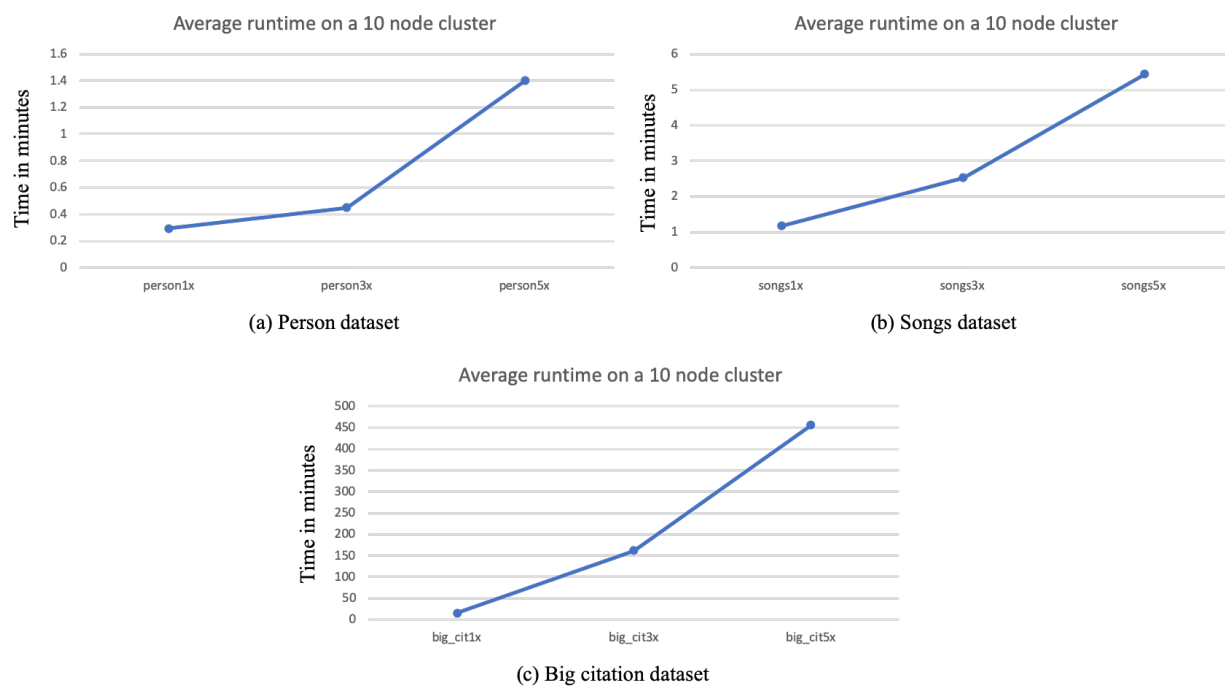 Average runtime on a 10 node cluster
Time in minutes
1.6
1.4
1.2
1
0.8
0.6
0.4
0.2
0
person1x person3x person5x
(a) Person dataset
Average runtime on a 10 node cluster
Time in minutes
6
5
4
3
2
1
0
songs1x songs3x songs5x
(b) Songs dataset
Average runtime on a 10 node cluster
Time in minutes
500
450
400
350
300
250
200
150
100
50
0
big_cit1x big_cit3x big_cit5x
(c) Big citation dataset